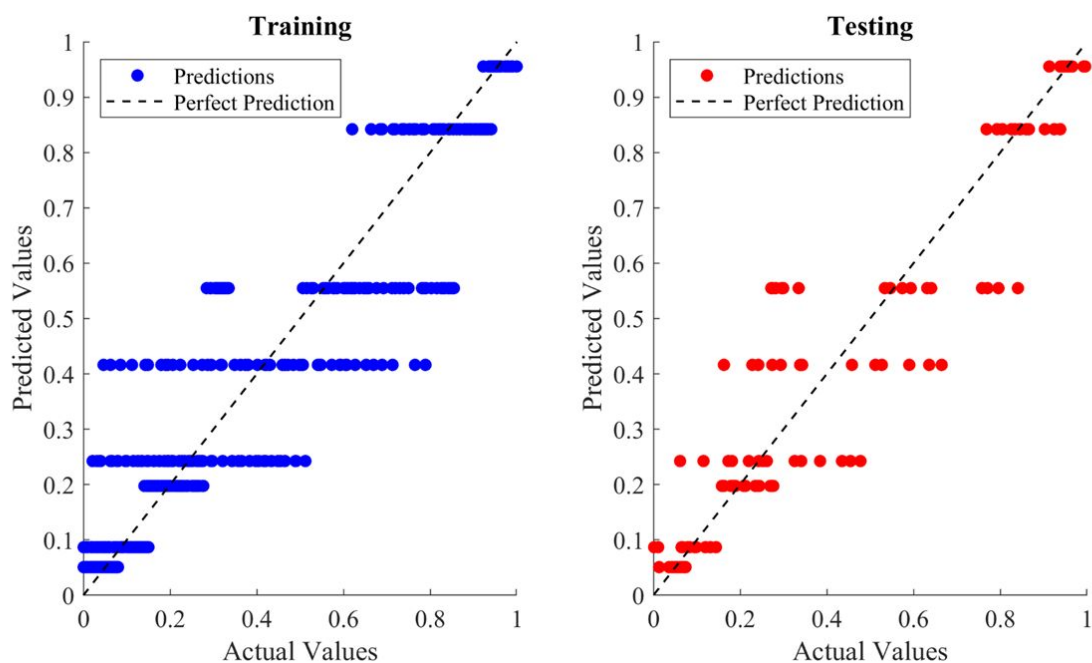 Training
Predictions
Perfect Prediction
Predicted Values
1
0.9
0.8
0.7
0.6
0.5
0.4
0.3
0.2
0.1
0
0 0.2 0.4 0.6 0.8 1
Actual Values
Testing
Predictions
Perfect Prediction
Predicted Values
1
0.9
0.8
0.7
0.6
0.5
0.4
0.3
0.2
0.1
0
0 0.2 0.4 0.6 0.8 1
Actual Values